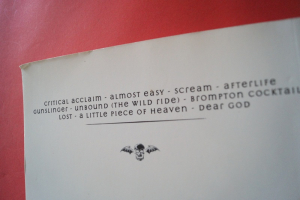 CRITICAL ACCLAIM · ALMOST EASY · SCREAM · AFTERLIFE
GUNSLINGER · UNBOUND (THE WILD RIDE) · BROMPTON COCKTAIL
LOST · A LITTLE PIECE OF HEAVEN · DEAR GOD